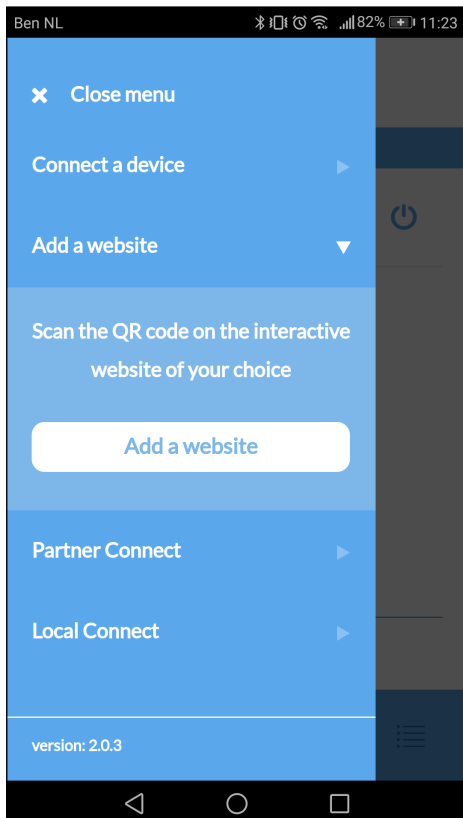 Ben NL 82% 11:23
Close menu
Connect a device
Add a website
Scan the QR code on the interactive
website of your choice
Add a website
Partner Connect
Local Connect
version: 2.0.3